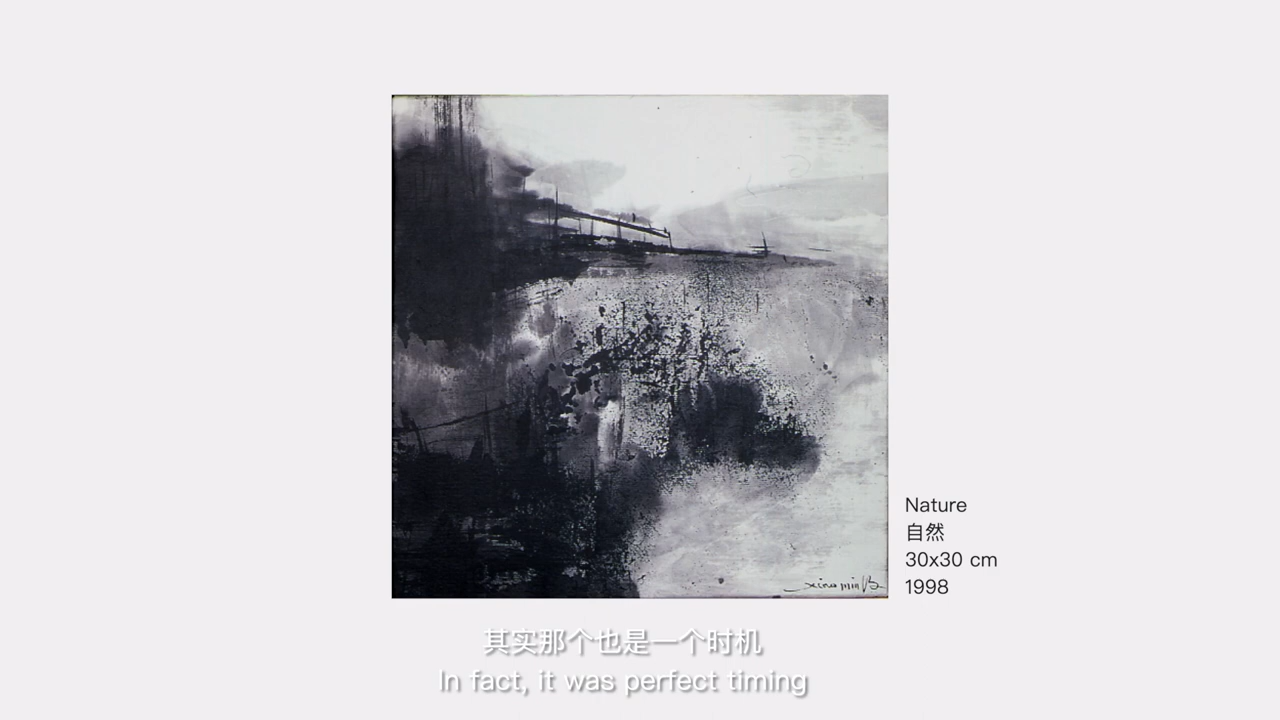 Nature
自然
30x30 cm
1998
其实那个也是一个时机
In fact, it was perfect timing